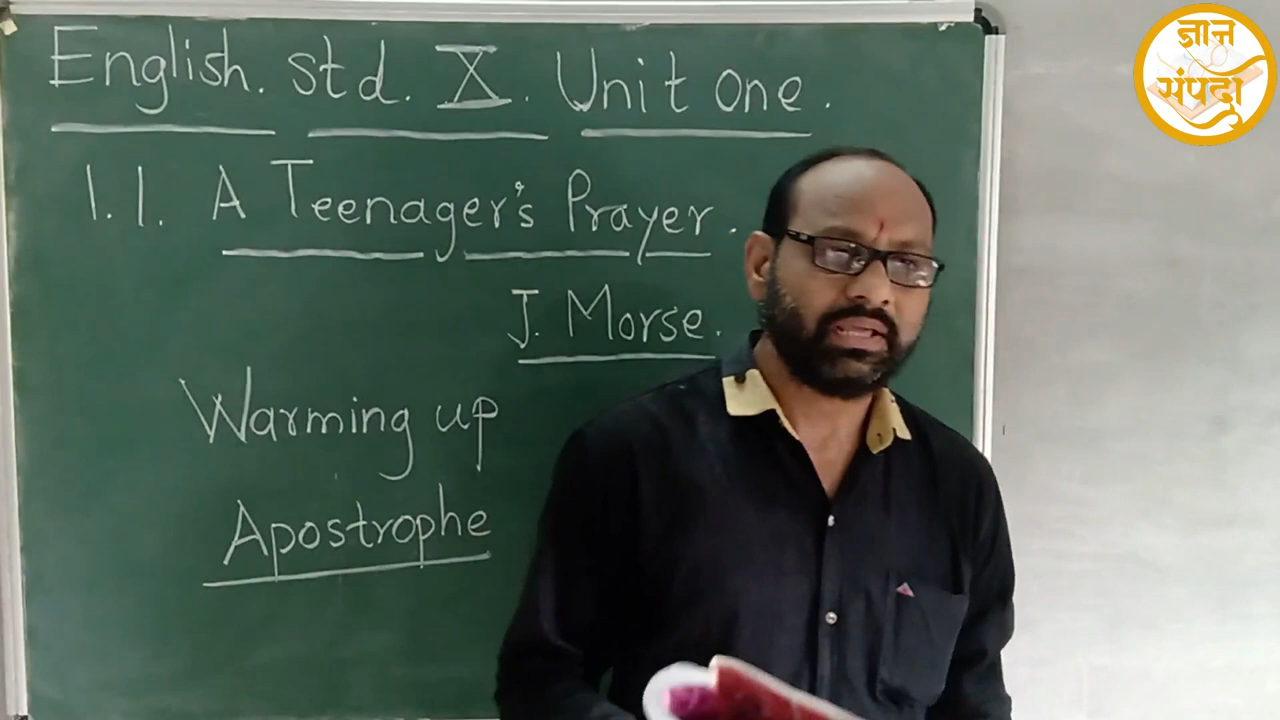 English. Std. X. Unit one.
1.1. A Teenager's Prayer.
J. Morse.
Warming up
Apostrophe
ज्ञान
संपदा